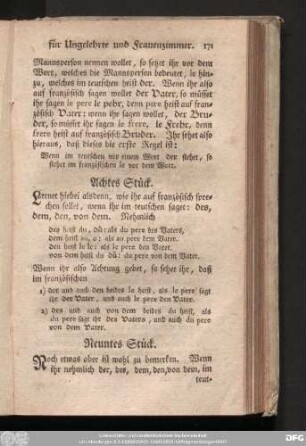 für Ungelehrte und Frauenzimmer. 171
Mannsperson nennen wollet, so setzet ihr vor dem
Wort, welches die Mannsperson bedeutet, le hin-
zu, welches im teutschen heist der. Wenn ihr also
auf französisch sagen wollet der Vater, so müsset
ihr sagen le pere le pehr, denn pere heist auf fran-
zösisch Vater: wenn ihr sagen wollet, der Bru-
der, so müsset ihr sagen le frere, le Frehr, denn
frere heist auf französisch Bruder. Ihr sehet also
hieraus, daß dieses die erste Regel ist:
Wenn im teutschen vor einem Wort der stehet, so
stehet im französischen le vor dem Wort.
Achtes Stück.
Lernet hiebei alsdenn, wie ihr auf französisch spre-
chen sollet, wenn ihr im teutschen saget: des,
dem, den, von dem. Nehmlich
des heist du, dü: als du pere des Vaters,
dem heist au, o: als au pere dem Vater.
den heist le le: als le pere den Vater.
von dem heist du dü: du pere von dem Vater.
Wenn ihr also Achtung gebet, so sehet ihr, daß
im französischen
1) der und auch den beides le heist, als le pere sagt
ihr der Vater, und auch le pere den Vater.
2) des und auch von dem beides du heist, als
du pere sagt ihr des Vaters, und auch du pere
von dem Vater.
Neuntes Stück.
Noch etwas aber ist wohl zu bemerken. Wenn
ihr nehmlich der, des, dem, den, von dem, im
teut-